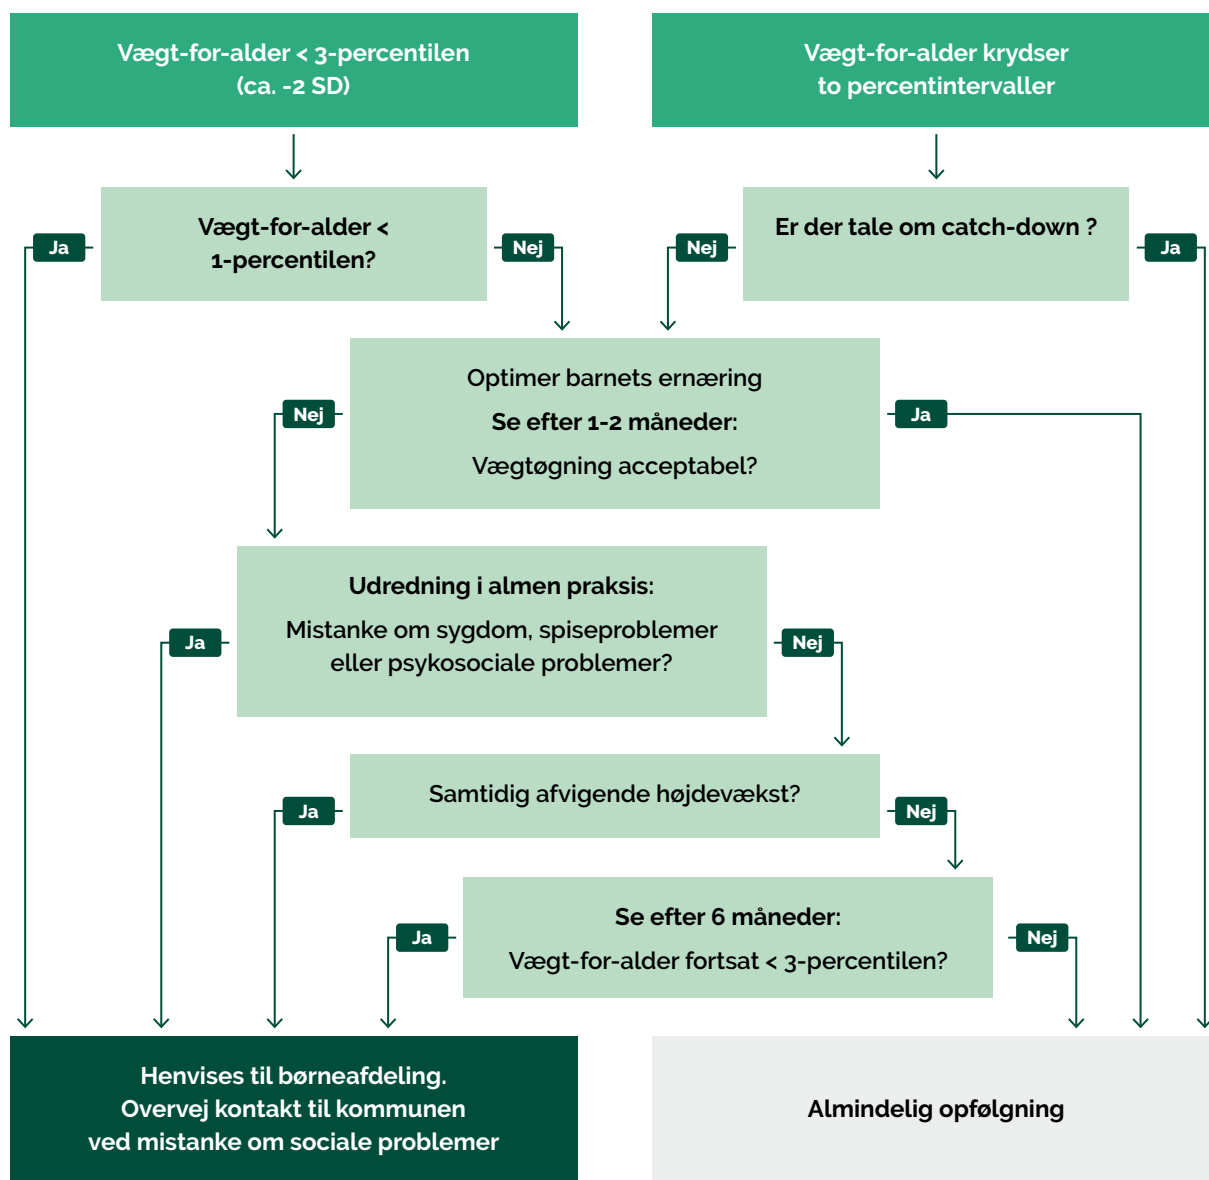 Vægt-for-alder < 3-percentilen
(ca. -2 SD)
Vægt-for-alder krydser
to percentintervaller
Vægt-for-alder <
1-percentilen?
Er der tale om catch-down ?
Ja
Nej
Nej
Ja
Optimer barnets ernæring
Se efter 1-2 måneder:
Vægtøgning acceptabel?
Nej
Ja
Udredning i almen praksis:
Mistanke om sygdom, spiseproblemer
eller psykosociale problemer?
Ja
Nej
Samtidig afvigende højdevækst?
Ja
Nej
Se efter 6 måneder:
Vægt-for-alder fortsat < 3-percentilen?
Ja
Nej
Henvises til børneafdeling.
Overvej kontakt til kommunen
ved mistanke om sociale problemer
Almindelig opfølgning